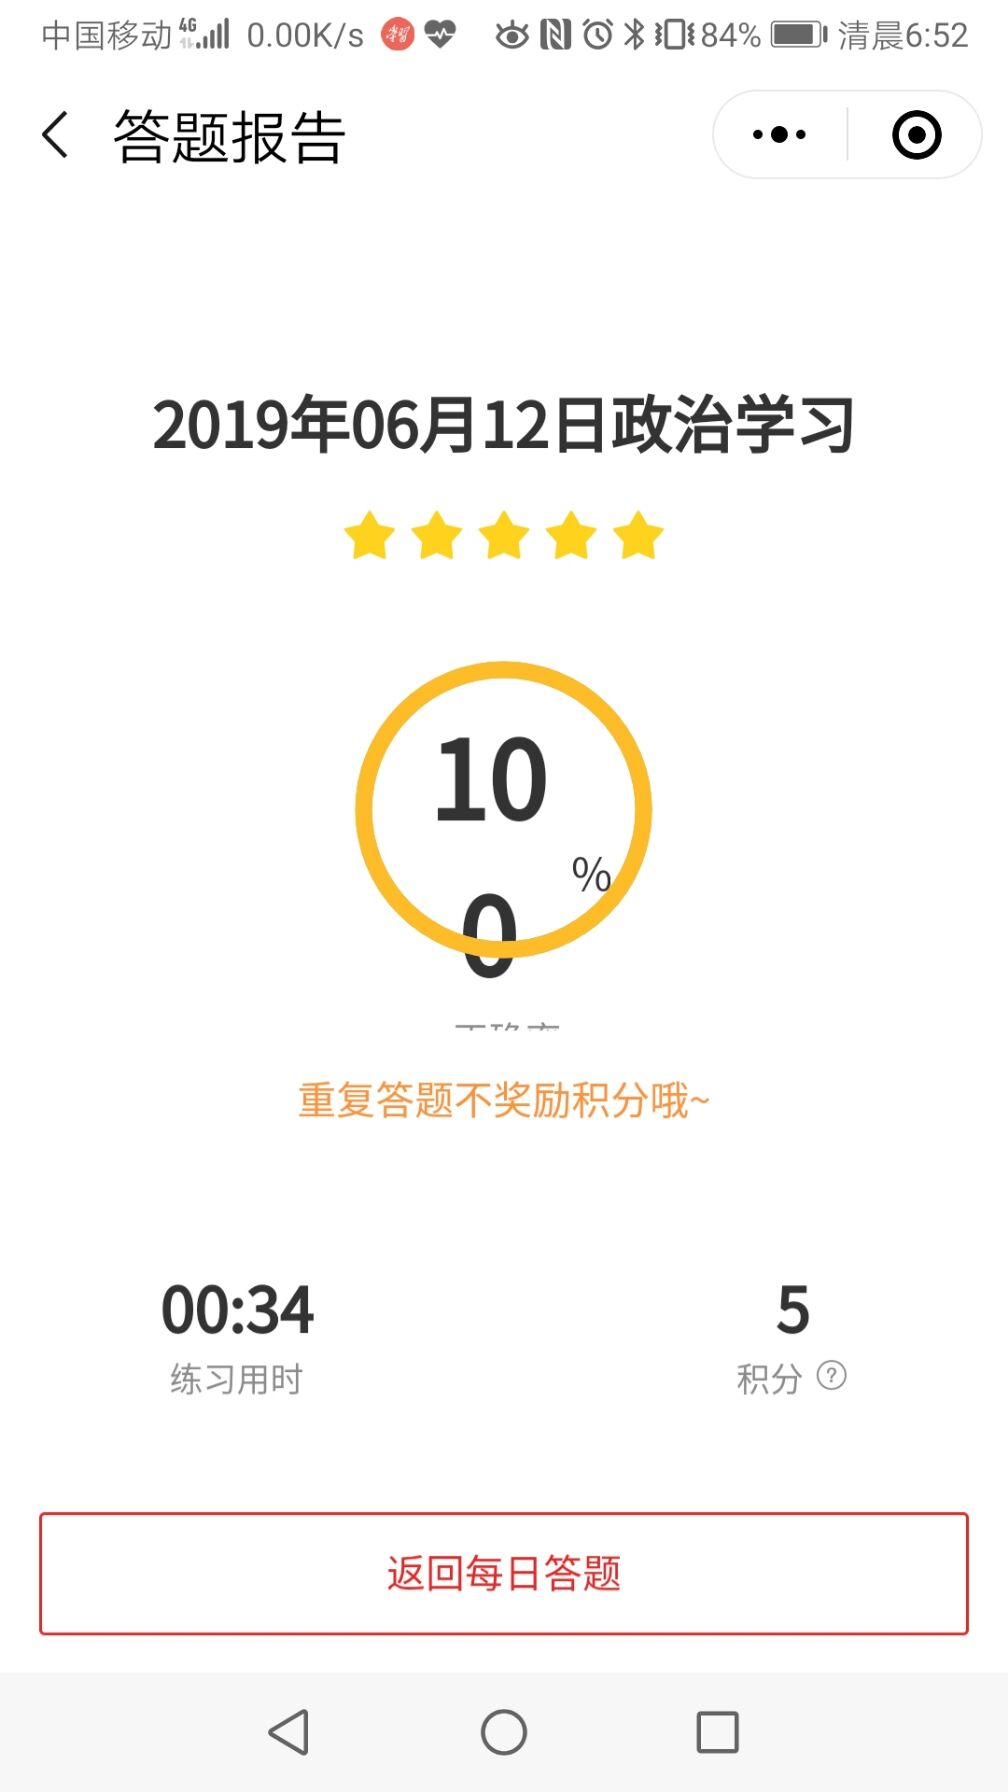 中国移动 4G 0.00K/s 84% 清晨6:52
答题报告
2019年06月12日政治学习
10
%
0
重复答题不奖励积分哦~
00:34 5
练习用时 积分 ?
返回每日答题